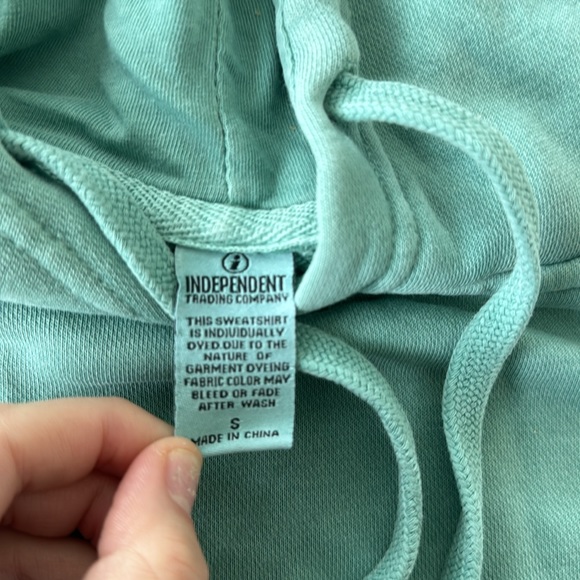 i
INDEPENDENT
TRADING COMPANY
THIS SWEATSHIRT
IS INDIVIDUALLY
DYED.DUE TO THE
NATURE OF
GARMENT DYEING
FABRIC COLOR MAY
BLEED OR FADE
AFTER WASH
S
MADE IN CHINA